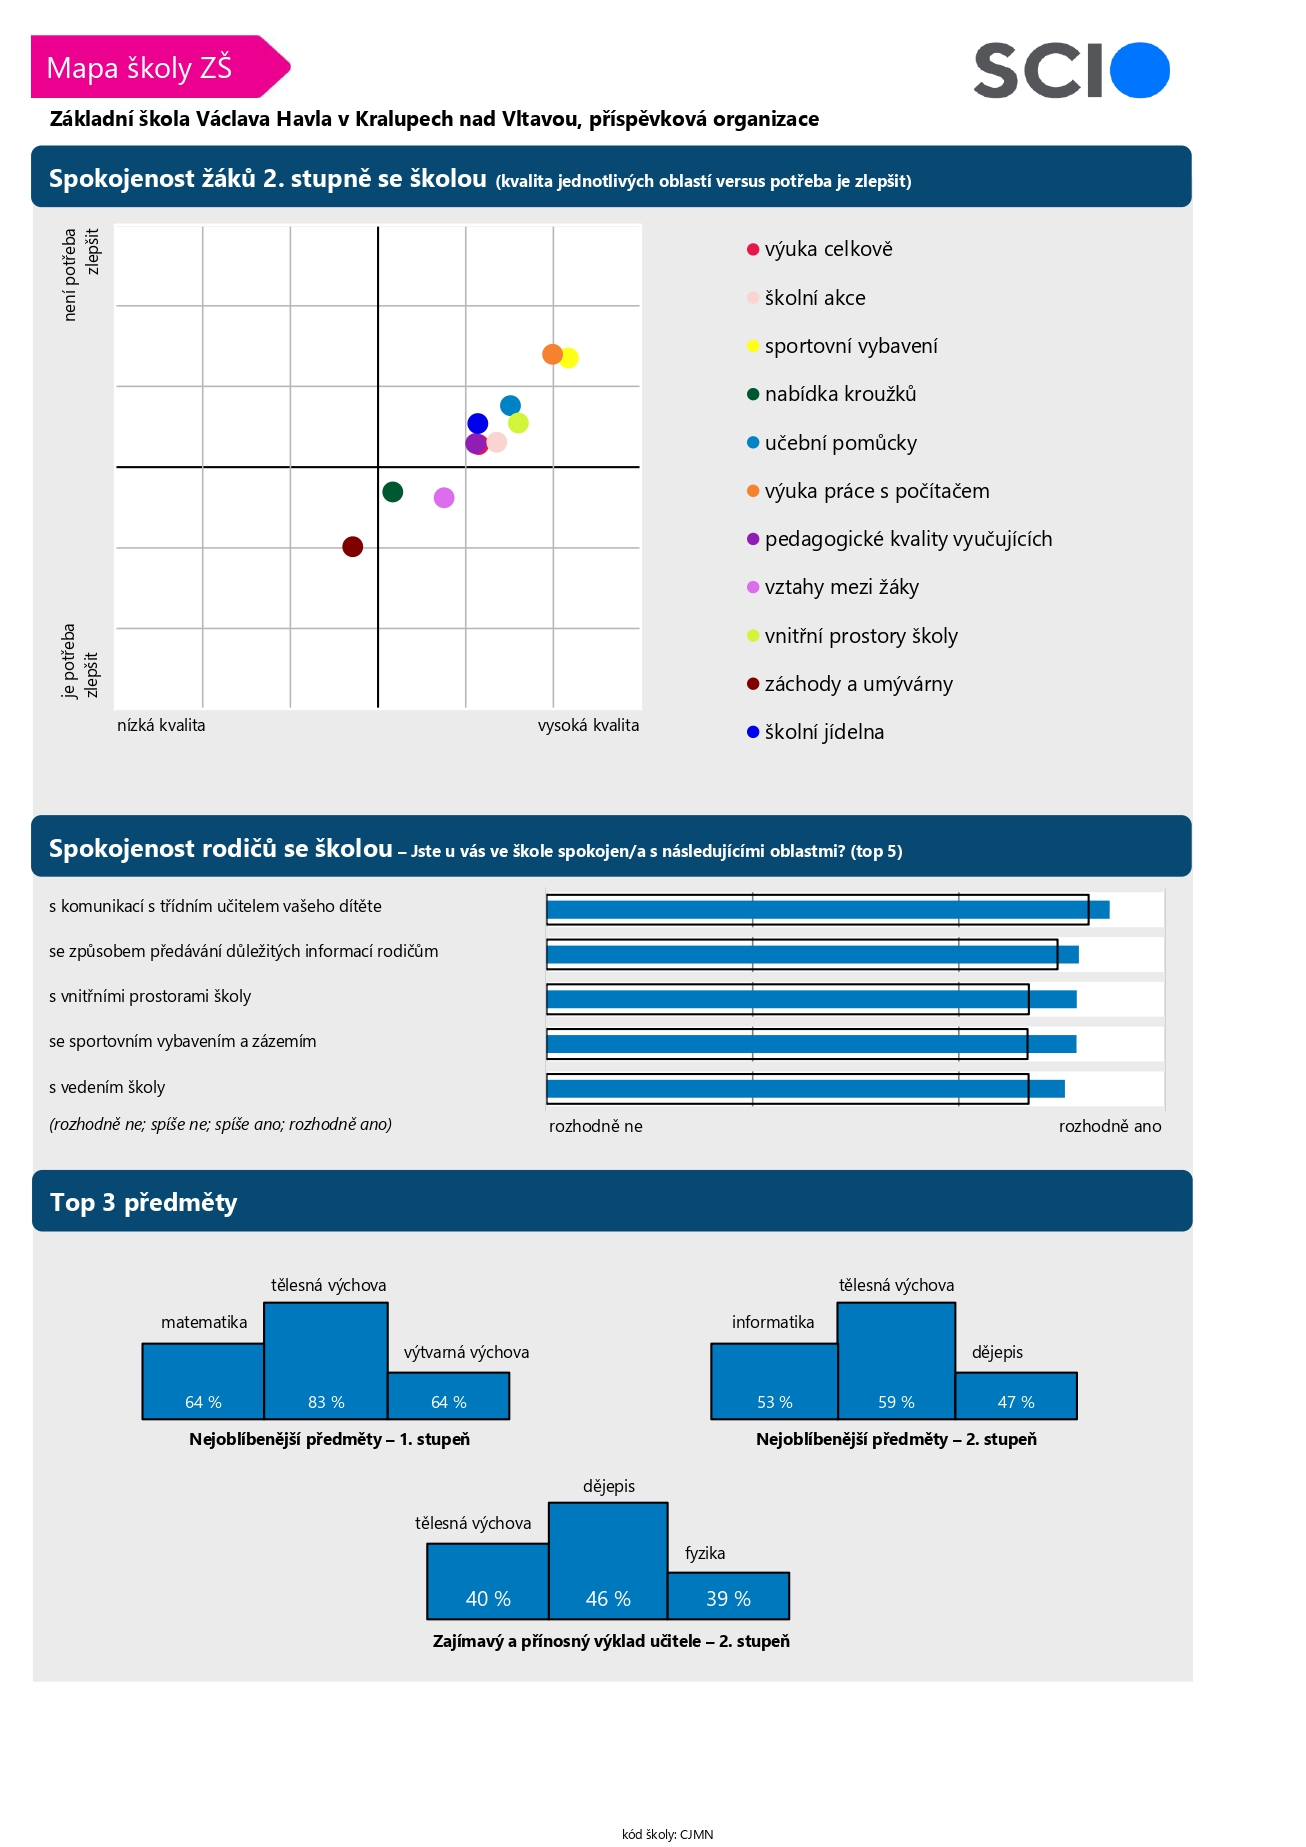 Mapa školy ZŠ
SCIO
Základní škola Václava Havla v Kralupech nad Vltavou, příspěvková organizace
Spokojenost žáků 2. stupně se školou (kvalita jednotlivých oblastí versus potřeba je zlepšit)
není potřeba
zlepšit
je potřeba
zlepšit
nízká kvalita
vysoká kvalita
výuka celkově
školní akce
sportovní vybavení
nabídka kroužků
učební pomůcky
výuka práce s počítačem
pedagogické kvality vyučujících
vztahy mezi žáky
vnitřní prostory školy
záchody a umývárny
školní jídelna
Spokojenost rodičů se školou – Jste u vás ve škole spokojen/a s následujícími oblastmi? (top 5)
s komunikací s třídním učitelem vašeho dítěte
se způsobem předávání důležitých informací rodičům
s vnitřními prostorami školy
se sportovním vybavením a zázemím
s vedením školy
(rozhodně ne; spíše ne; spíše ano; rozhodně ano)
rozhodně ne
rozhodně ano
Top 3 předměty
tělesná výchova
matematika
výtvarná výchova
64 %
83 %
64 %
Nejoblíbenější předměty – 1. stupeň
tělesná výchova
informatika
dějepis
53 %
59 %
47 %
Nejoblíbenější předměty – 2. stupeň
dějepis
tělesná výchova
fyzika
40 %
46 %
39 %
Zajímavý a přínosný výklad učitele – 2. stupeň
kód školy: CJMN